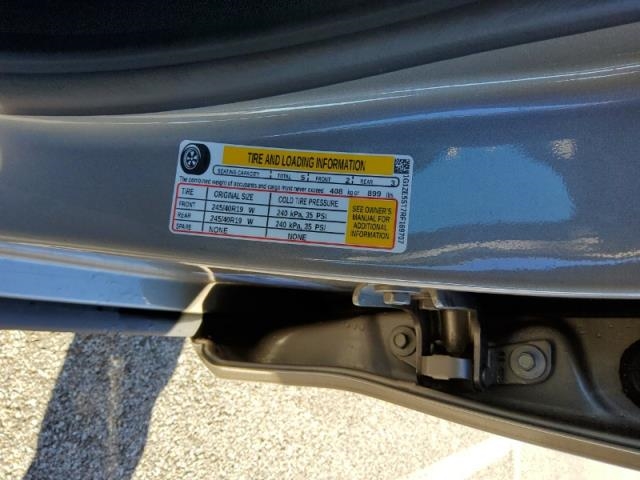 TIRE AND LOADING INFORMATION
SEATING CAPACITY TOTAL 5 FRONT 2 REAR 3
The combined weight of occupants and cargo must never exceed 408 kg or 899 lbs
TIRE ORIGINAL SIZE COLD TIRE PRESSURE
FRONT 245/40R19 W 240 kPa, 35 PSI
REAR 245/40R19 W 240 kPa, 35 PSI
SPARE NONE NONE
SEE OWNER'S
MANUAL FOR
ADDITIONAL
INFORMATION